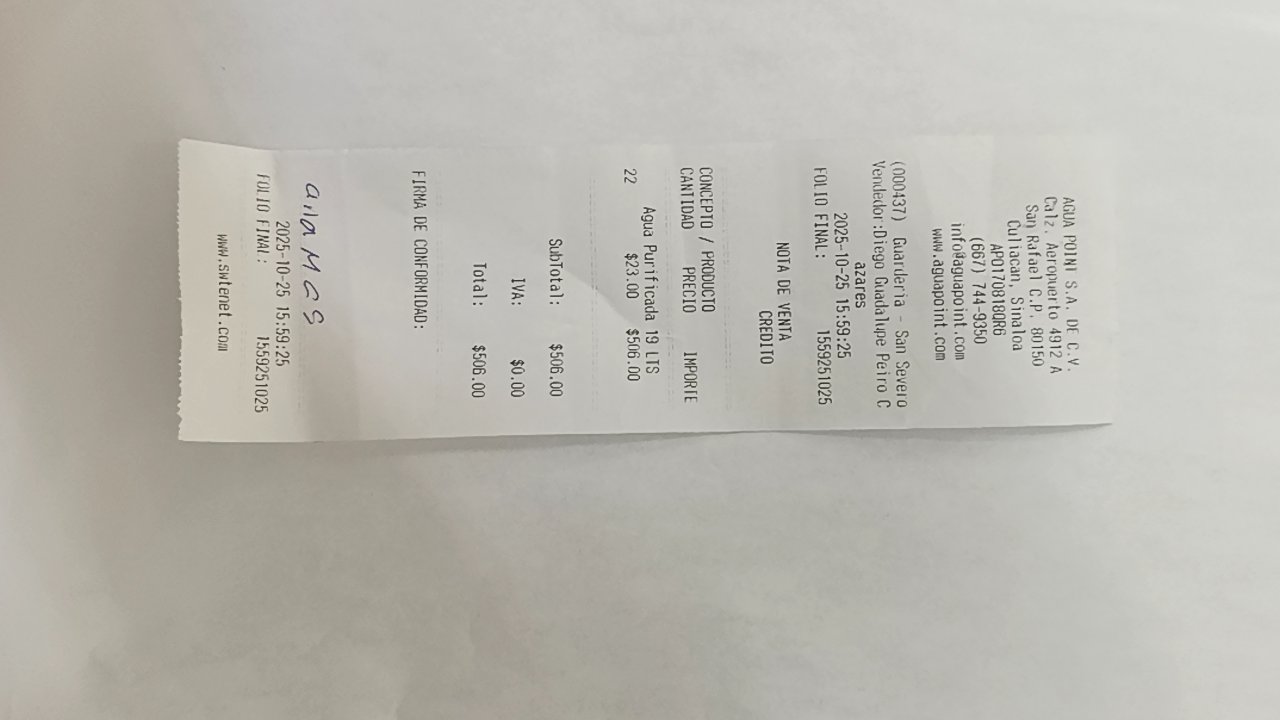 AGUA POINT S.A. DE C.V.
Calz. Aeropuerto 4912 A
San Rafael C.P. 80150
Culiacan, Sinaloa
APO170818QR6
(667) 744-9350
info@aguapoint.com
www.aguapoint.com
(000437) Guarderia - San Severo
Vendedor:Diego Guadalupe Peiro C
azares
2025-10-25 15:59:25
FOLIO FINAL: 1559251025
NOTA DE VENTA
CREDITO
CONCEPTO / PRODUCTO
CANTIDAD PRECIO IMPORTE
Agua Purificada 19 LTS
22 $23.00 $506.00
SubTotal: $506.00
IVA: $0.00
Total: $506.00
FIRMA DE CONFORMIDAD:
2025-10-25 15:59:25
FOLIO FINAL: 1559251025
www.swtenet.com